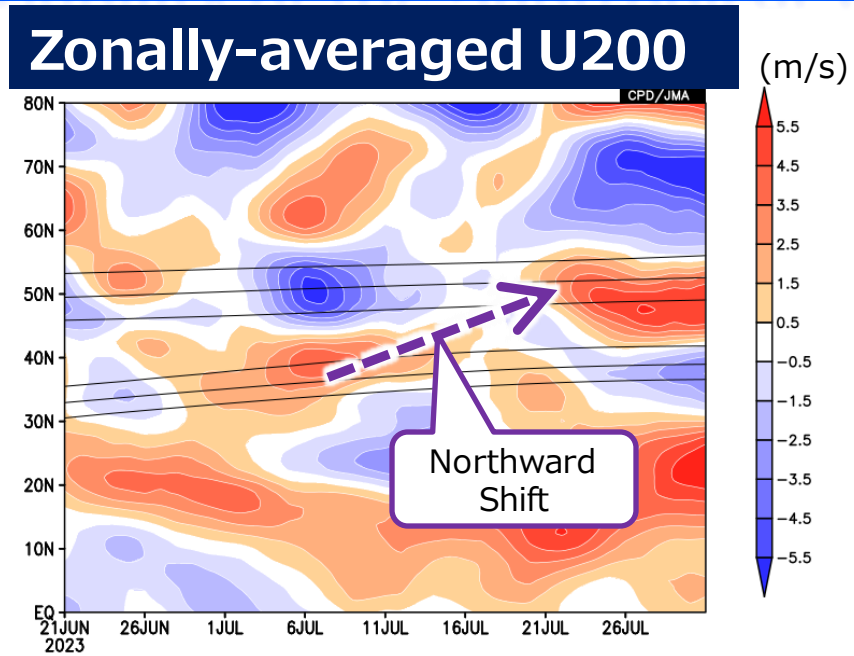 Zonally-averaged U200
(m/s)
CPD/JMA
80N
70N
60N
50N
40N
30N
20N
10N
EQ
5.5
4.5
3.5
2.5
1.5
0.5
−0.5
−1.5
−2.5
−3.5
−4.5
−5.5
Northward
Shift
21JUN 26JUN 1JUL 6JUL 11JUL 16JUL 21JUL 26JUL
2023